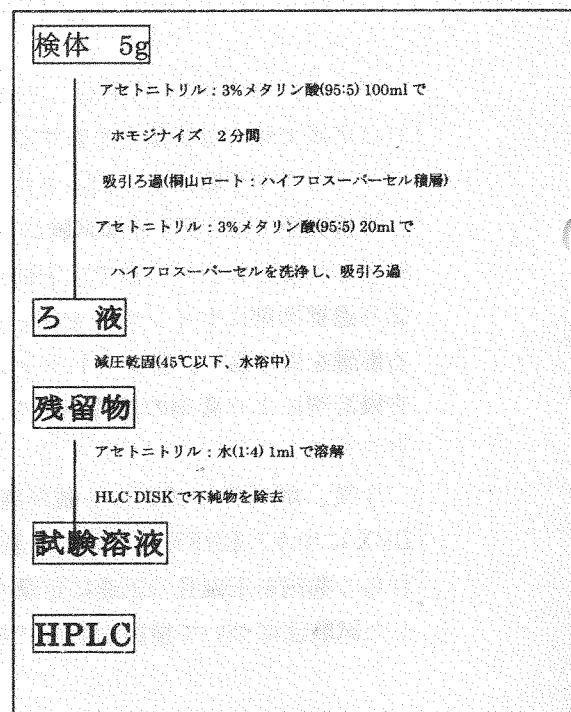 検体　5g
アセトニトリル：3%メタリン酸(95:5) 100ml で
ホモジナイズ　2分間
吸引ろ過(桐山ロート：ハイフロスーパーセル積層)
アセトニトリル：3%メタリン酸(95:5) 20ml で
ハイフロスーパーセルを洗浄し、吸引ろ過
ろ　液
減圧乾固(45℃以下、水浴中)
残留物
アセトニトリル：水(1:4) 1ml で溶解
HLC DISK で不純物を除去
試験溶液
HPLC